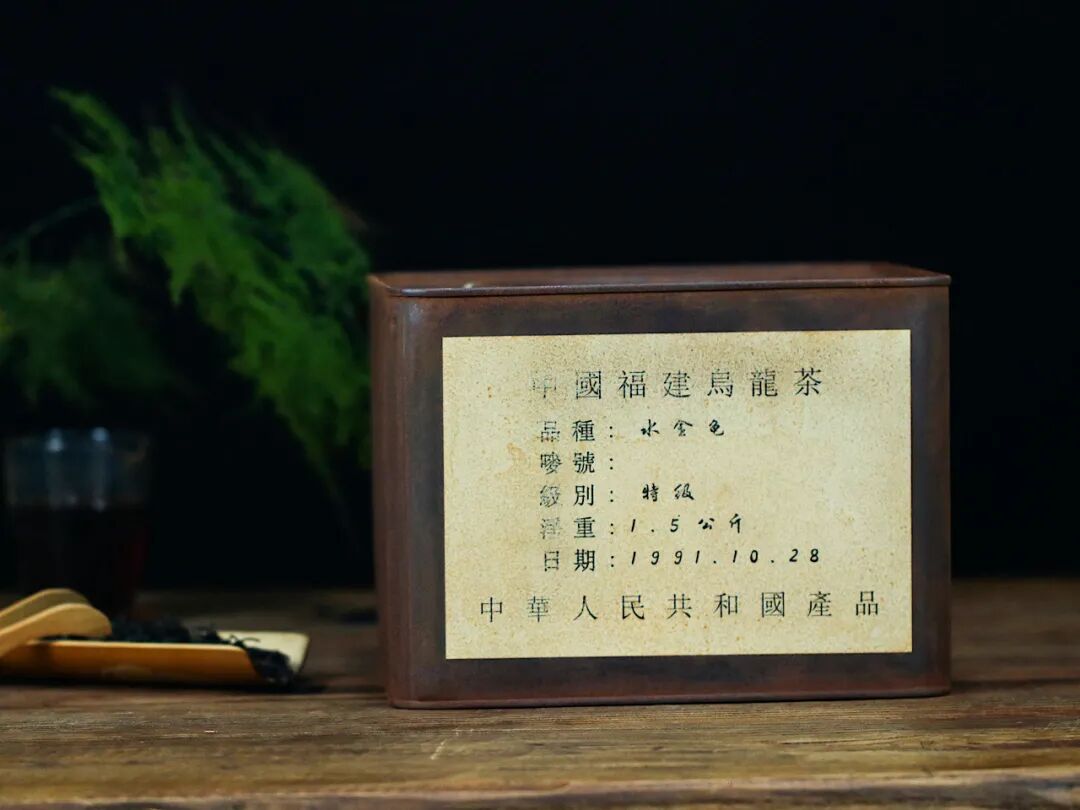 中國福建烏龍茶
品種：水金龟
嘜號：
級別：特级
淨重：1.5公斤
日期：1991.10.28
中華人民共和國產品